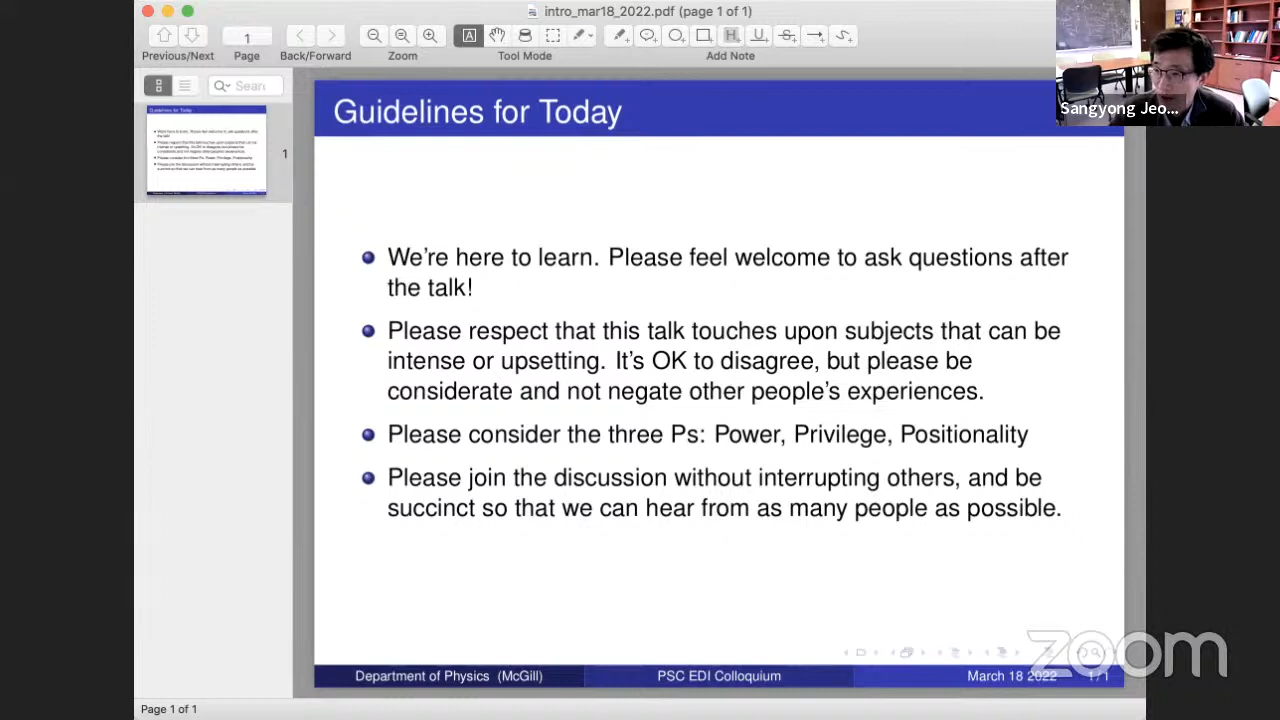 intro_mar18_2022.pdf (page 1 of 1)
1
Previous/Next
Page
Back/Forward
Zoom
Tool Mode
Add Note
Sear
Sangyong Jeo...
Guidelines for Today
1
We're here to learn. Please feel welcome to ask questions after
the talk!
Please respect that this talk touches upon subjects that can be
intense or upsetting. It's OK to disagree, but please be
considerate and not negate other people's experiences.
Please consider the three Ps: Power, Privilege, Positionality
Please join the discussion without interrupting others, and be
succinct so that we can hear from as many people as possible.
zoom
Department of Physics (McGill)
PSC EDI Colloquium
March 18 2022
1 / 1
Page 1 of 1